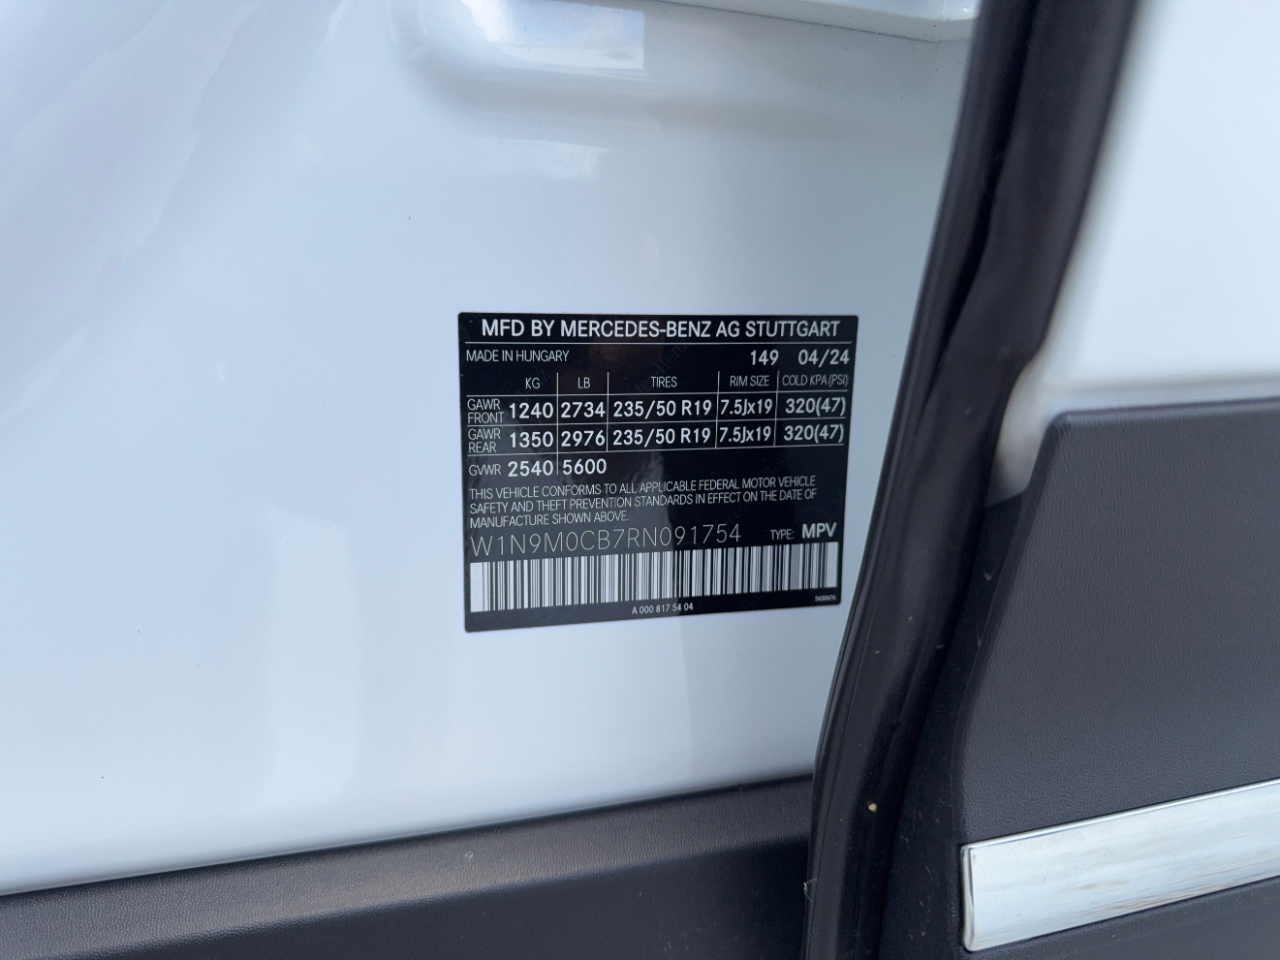 MFD BY MERCEDES-BENZ AG STUTTGART
MADE IN HUNGARY 149 04/24
KG LB TIRES RIM SIZE COLD KPA(PSI)
GAWR FRONT 1240 2734 235/50 R19 7.5Jx19 320(47)
GAWR REAR 1350 2976 235/50 R19 7.5Jx19 320(47)
GVWR 2540 5600
THIS VEHICLE CONFORMS TO ALL APPLICABLE FEDERAL MOTOR VEHICLE
SAFETY AND THEFT PREVENTION STANDARDS IN EFFECT ON THE DATE OF
MANUFACTURE SHOWN ABOVE.
W1N9M0CB7RN091754 TYPE: MPV
A 000 817 54 04